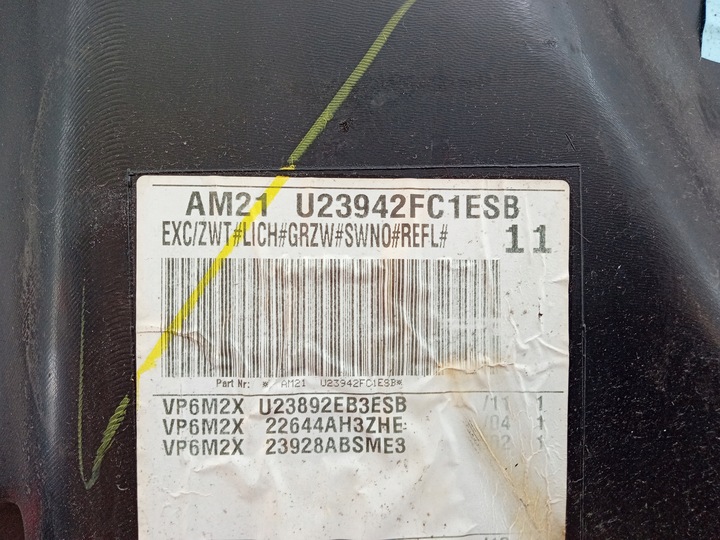 AM21 U23942FC1ESB
EXC/ZWT#LICH#GRZW#SWNO#REFL# 11
Part Nr: * AM21 U23942FC1ESB*
VP6M2X U23892EB3ESB /11 1
VP6M2X 22644AH3ZHE /04 1
VP6M2X 23928ABSME3 /02 1